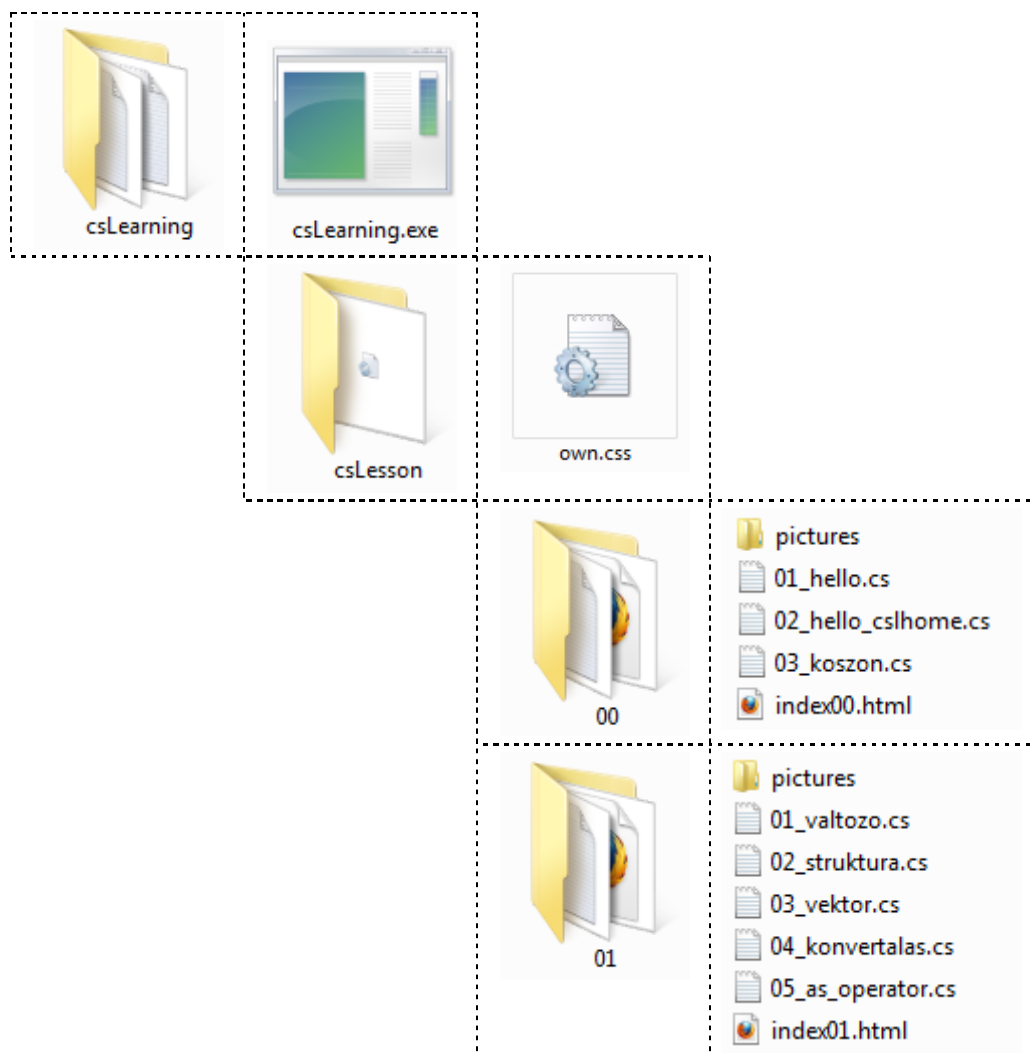 csLearning
csLearning.exe
csLesson
own.css
00
pictures
01_hello.cs
02_hello_cslhome.cs
03_koszon.cs
index00.html
01
pictures
01_valtozo.cs
02_struktura.cs
03_vektor.cs
04_konvertalas.cs
05_as_operator.cs
index01.html